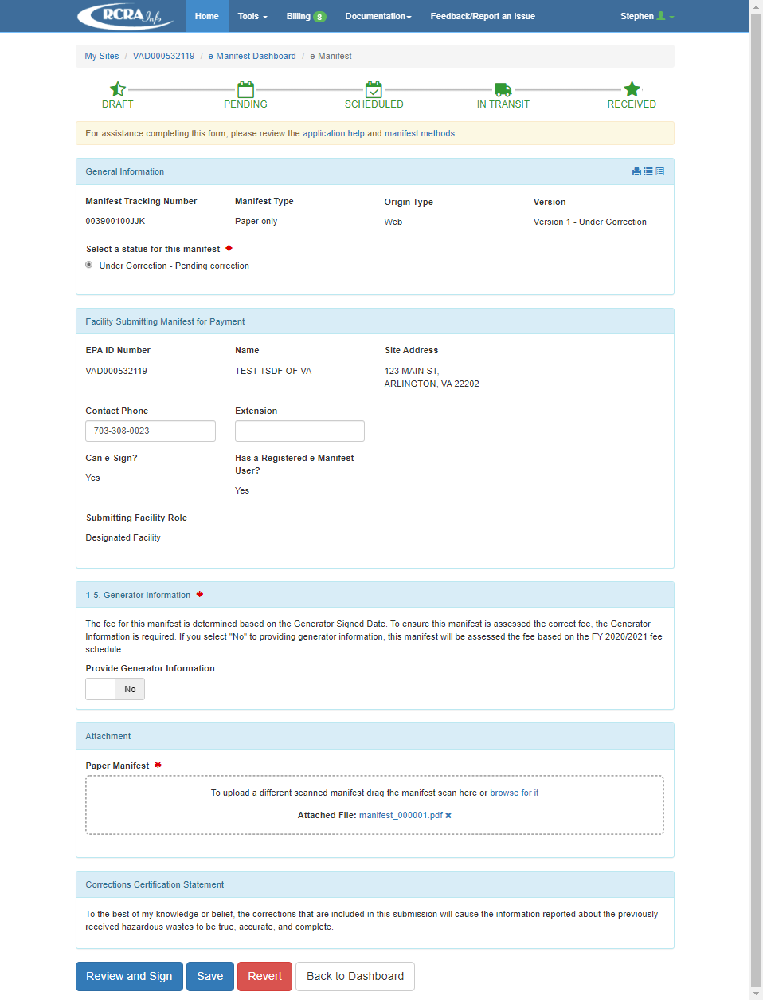 RCRAInfo Home Tools Billing 8 Documentation Feedback/Report an Issue Stephen
My Sites / VAD000532119 / e-Manifest Dashboard / e-Manifest
DRAFT PENDING SCHEDULED IN TRANSIT RECEIVED
For assistance completing this form, please review the application help and manifest methods.
General Information
Manifest Tracking Number Manifest Type Origin Type Version
003900100JJK Paper only Web Version 1 - Under Correction
Select a status for this manifest
Under Correction - Pending correction
Facility Submitting Manifest for Payment
EPA ID Number Name Site Address
VAD000532119 TEST TSDF OF VA 123 MAIN ST,
ARLINGTON, VA 22202
Contact Phone Extension
703-308-0023
Can e-Sign? Has a Registered e-Manifest
User?
Yes
Yes
Submitting Facility Role
Designated Facility
1-5. Generator Information
The fee for this manifest is determined based on the Generator Signed Date. To ensure this manifest is assessed the correct fee, the Generator
Information is required. If you select "No" to providing generator information, this manifest will be assessed the fee based on the FY 2020/2021 fee
schedule.
Provide Generator Information
No
Attachment
Paper Manifest
To upload a different scanned manifest drag the manifest scan here or browse for it
Attached File: manifest_000001.pdf
Corrections Certification Statement
To the best of my knowledge or belief, the corrections that are included in this submission will cause the information reported about the previously
received hazardous wastes to be true, accurate, and complete.
Review and Sign Save Revert Back to Dashboard